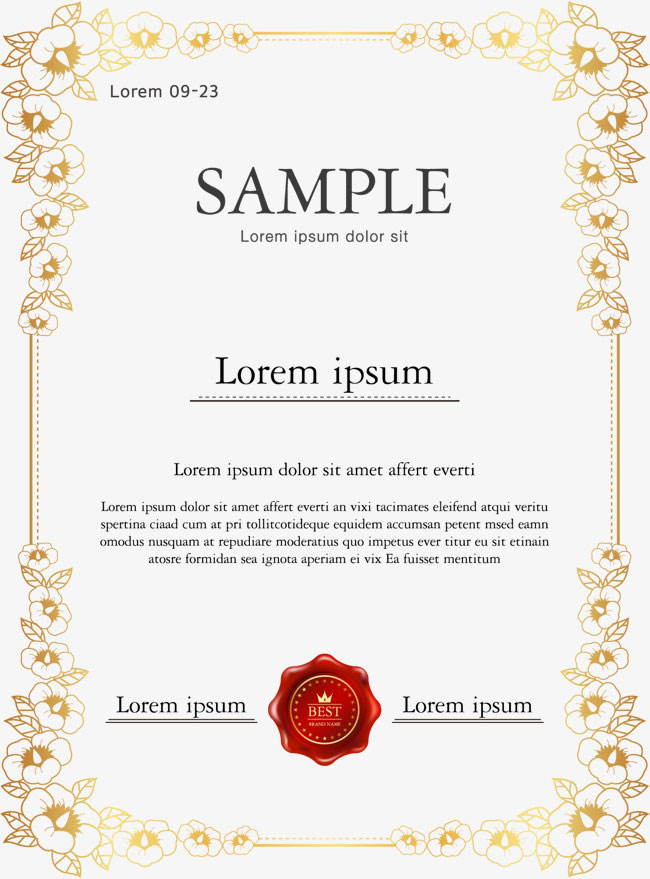 Lorem 09-23
SAMPLE
Lorem ipsum dolor sit
Lorem ipsum
Lorem ipsum dolor sit amet affert everti
Lorem ipsum dolor sit amet affert everti an vixi tacimates eleifend atqui veritu
spertina ciaad cum at pri tollitcotideque equidem accumsan petent msed eamn
omodus nusquam at repudiare moderatius quo impetus ever titur eu sit etinain
atosre formidan sea ignota aperiam ei vix Ea fuisset mentitum
Lorem ipsum
BEST
BRAND NAME
Lorem ipsum